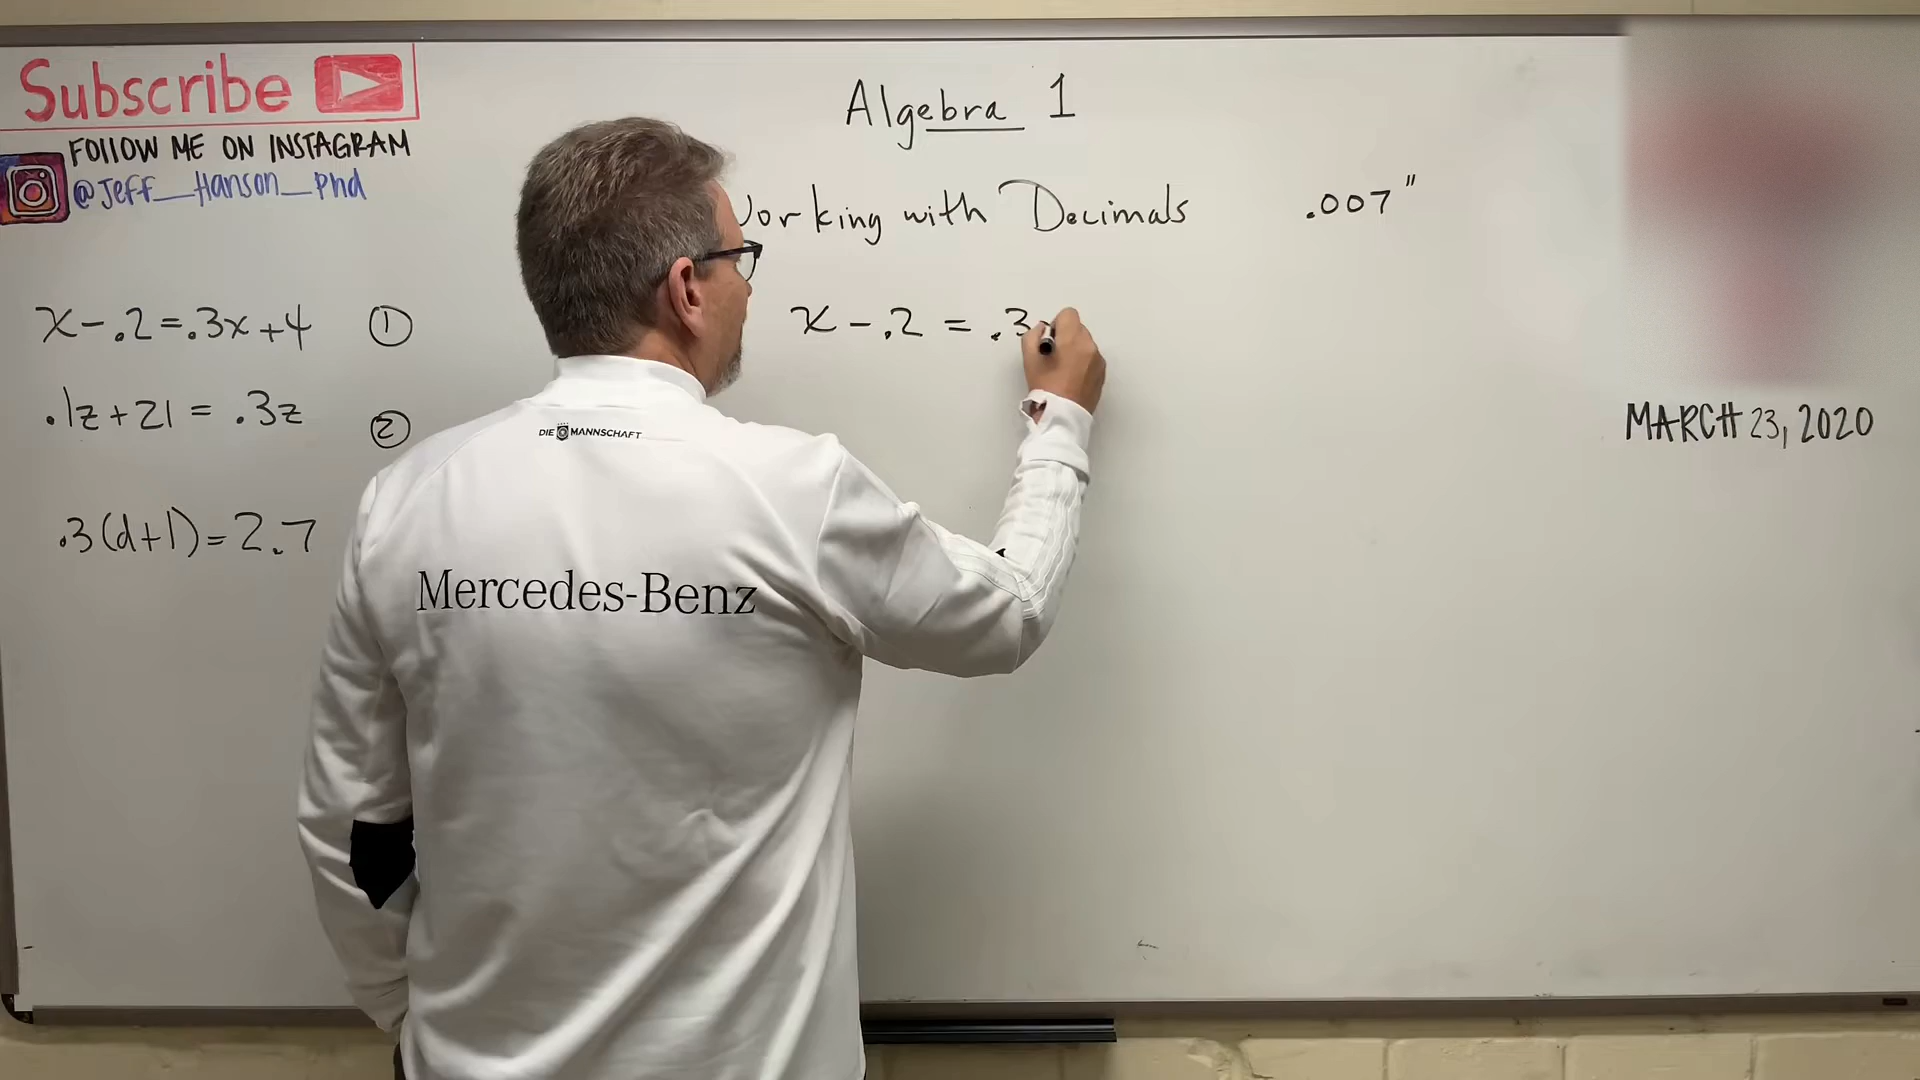 Subscribe
FOLLOW ME ON INSTAGRAM
@Jeff_Hanson_Phd
Algebra 1
Working with Decimals
.007"
x-.2=.3x+4 ①
.1z+21=.3z ②
.3(d+1)=2.7
x-.2=.3
MARCH 23, 2020
DIE MANNSCHAFT
Mercedes-Benz